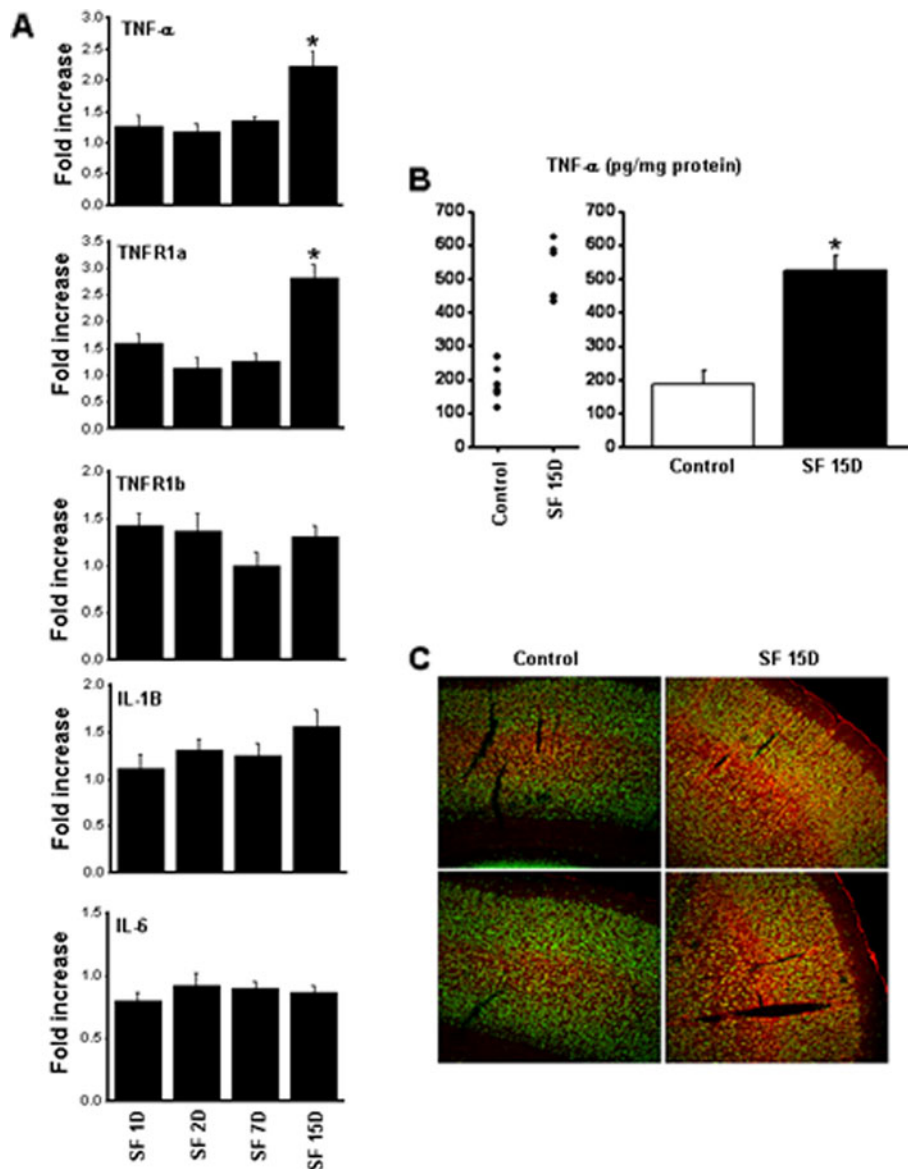 A
TNF-α
*
Fold increase
3.0
2.5
2.0
1.5
1.0
0.5
0.0
TNFR1a
*
Fold increase
3.5
3.0
2.5
2.0
1.5
1.0
0.5
0.0
TNFR1b
Fold increase
2.0
1.5
1.0
0.5
0.0
IL-1B
Fold increase
2.0
1.5
1.0
0.5
0.0
IL-6
Fold increase
1.5
1.0
0.5
0.0
SF 1D
SF 2D
SF 7D
SF 15D
B
TNF-α (pg/mg protein)
700
600
500
400
300
200
100
0
Control
SF 15D
700
600
500
400
300
200
100
0
*
Control
SF 15D
C
Control
SF 15D